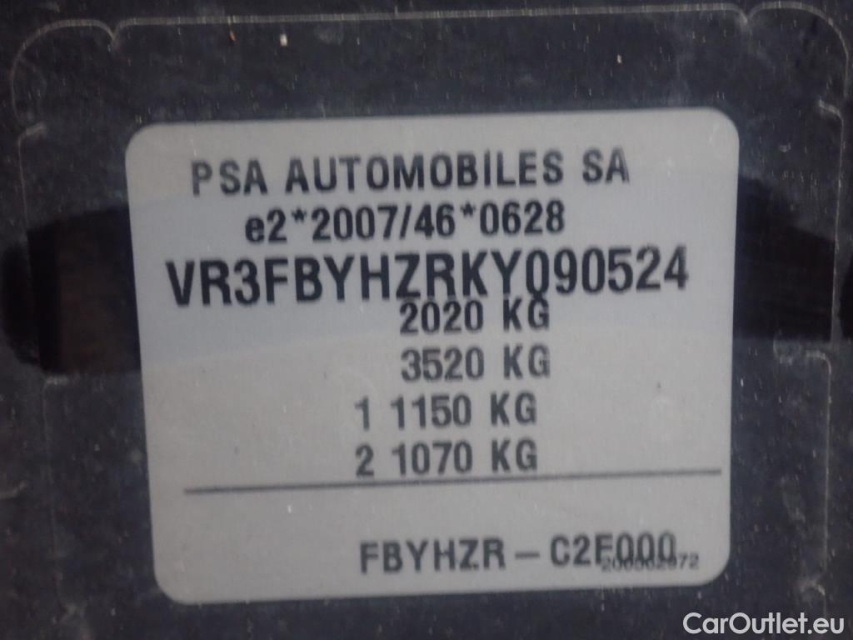 PSA AUTOMOBILES SA
e2*2007/46*0628
VR3FBYHZRKY090524
2020 KG
3520 KG
1 1150 KG
2 1070 KG
FBYHZR – C2F000
CarOutlet.eu